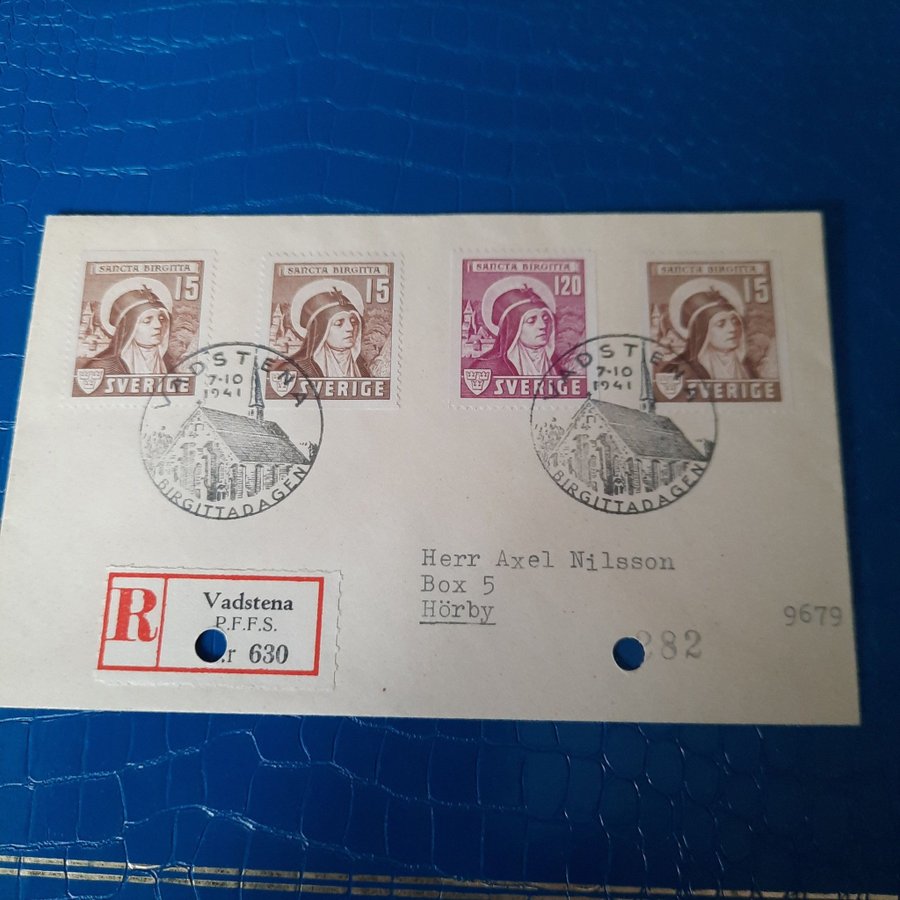 SANCTA BIRGITTA
15
SVERIGE
SANCTA BIRGITTA
15
SVERIGE
SANCTA BIRGITTA
120
SVERIGE
SANCTA BIRGITTA
15
SVERIGE
VADSTENA
7-10
1941
BIRGITTADAGEN
VADSTENA
7-10
1941
BIRGITTADAGEN
R
Vadstena
P.F.F.S.
630
Herr Axel Nilsson
Box 5
Hörby
9679
282